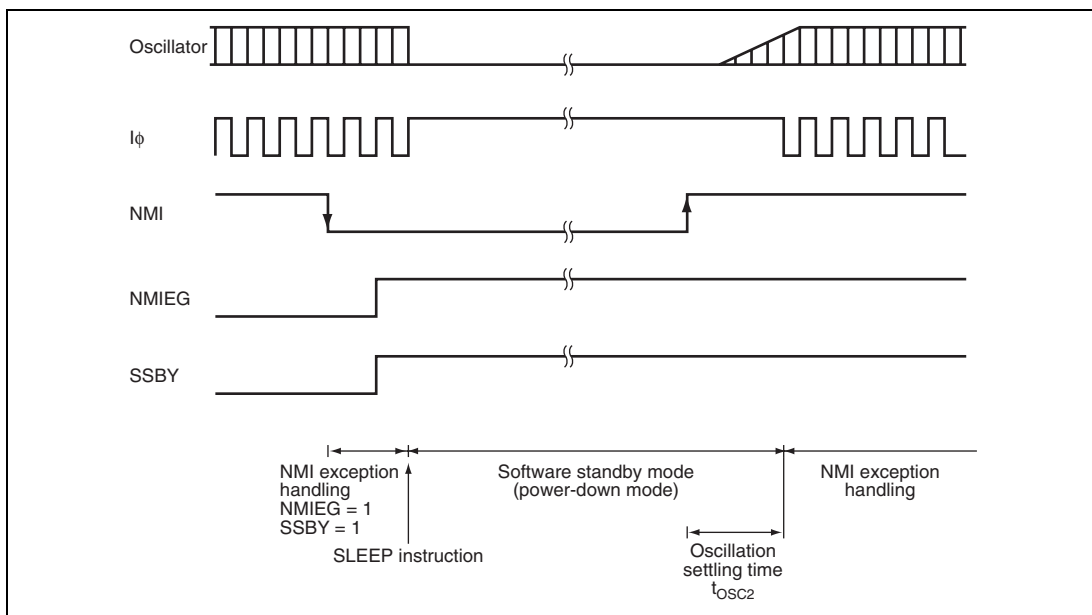 Oscillator
Iφ
NMI
NMIEG
SSBY
NMI exception
handling
NMIEG = 1
SSBY = 1
SLEEP instruction
Software standby mode
(power-down mode)
Oscillation
settling time
tOSC2
NMI exception
handling